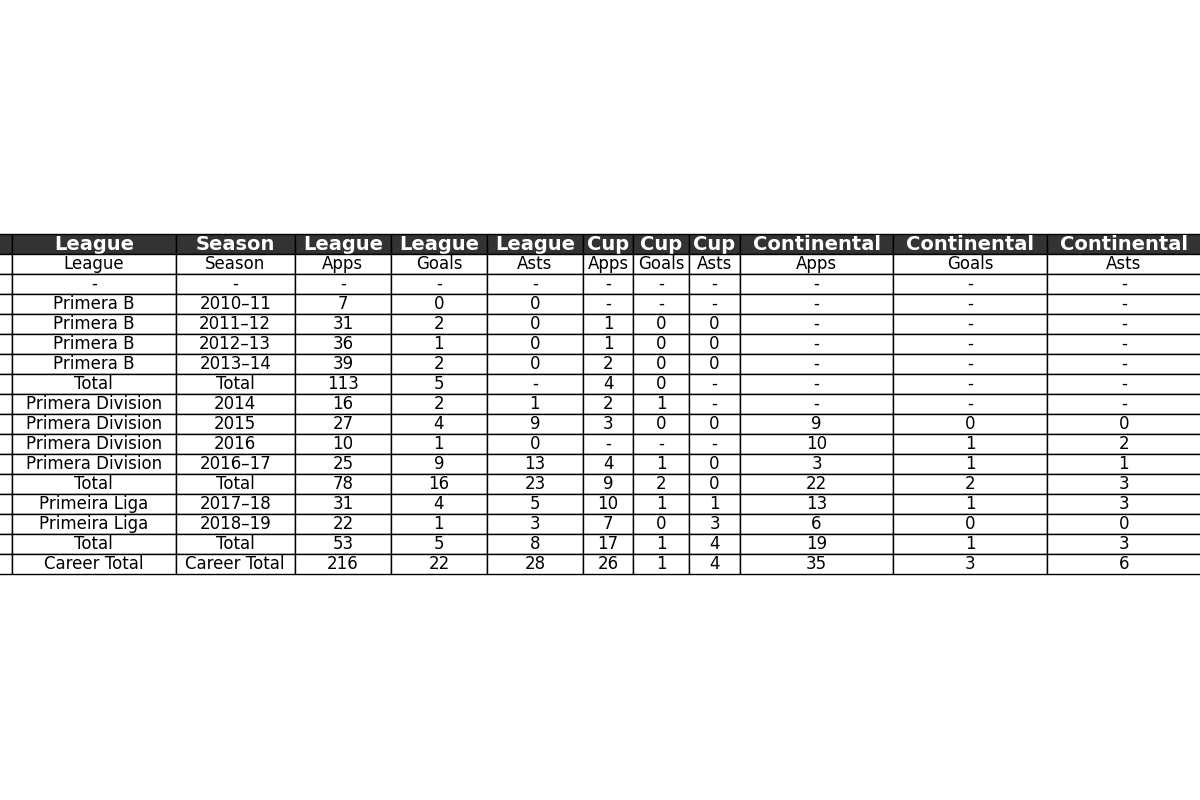 League Season League League League Cup Cup Cup Continental Continental Continental
League Season Apps Goals Asts Apps Goals Asts Apps Goals Asts
- - - - - - - - - - -
Primera B 2010–11 7 0 0 - - - - - -
Primera B 2011–12 31 2 0 1 0 0 - - -
Primera B 2012–13 36 1 0 1 0 0 - - -
Primera B 2013–14 39 2 0 2 0 0 - - -
Total Total 113 5 - 4 0 - - - -
Primera Division 2014 16 2 1 2 1 - - - -
Primera Division 2015 27 4 9 3 0 0 9 0 0
Primera Division 2016 10 1 0 - - - 10 1 2
Primera Division 2016–17 25 9 13 4 1 0 3 1 1
Total Total 78 16 23 9 2 0 22 2 3
Primeira Liga 2017–18 31 4 5 10 1 1 13 1 3
Primeira Liga 2018–19 22 1 3 7 0 3 6 0 0
Total Total 53 5 8 17 1 4 19 1 3
Career Total Career Total 216 22 28 26 1 4 35 3 6